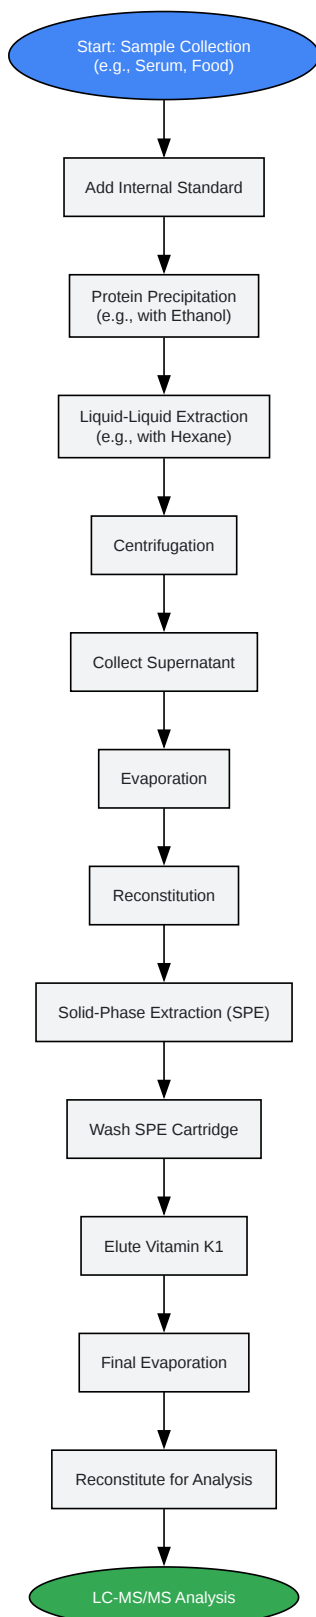 Start: Sample Collection
(e.g., Serum, Food)
Add Internal Standard
Protein Precipitation
(e.g., with Ethanol)
Liquid-Liquid Extraction
(e.g., with Hexane)
Centrifugation
Collect Supernatant
Evaporation
Reconstitution
Solid-Phase Extraction (SPE)
Wash SPE Cartridge
Elute Vitamin K1
Final Evaporation
Reconstitute for Analysis
LC-MS/MS Analysis